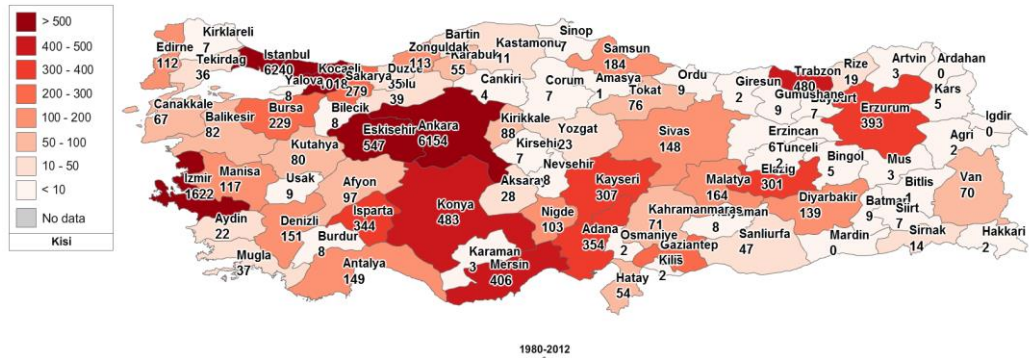 > 500
400 - 500
300 - 400
200 - 300
100 - 200
50 - 100
10 - 50
< 10
No data
Kisi
Kirklareli
7
Edirne
112
Tekirdag
36
Istanbul
6240
Kocaeli
018
Yalova
8
Sakarya
279
Duzce
35
Bolu
39
Zonguldak
113
Bartin
Karabuk
55
Kastamonu
11
Sinop
7
Samsun
184
Cankiri
4
Corum
7
Amasya
1
Tokat
76
Ordu
9
Giresun
2
Gumushane
9
Trabzon
480
Bayburt
7
Rize
19
Artvin
3
Ardahan
0
Kars
5
Igdir
0
Erzurum
393
Agri
2
Canakkale
67
Balikesir
82
Bursa
229
Bilecik
8
Eskisehir
547
Ankara
6154
Kirikkale
88
Kirsehir
7
Yozgat
23
Sivas
148
Erzincan
6
Tunceli
2
Elazig
301
Bingol
5
Mus
3
Bitlis
Van
70
Kutahya
80
Manisa
117
Izmir
1622
Usak
9
Afyon
97
Isparta
344
Konya
483
Aksaray
28
Nevsehir
8
Kayseri
307
Malatya
164
Diyarbakir
139
Batman
9
Siirt
7
Sirnak
14
Hakkari
2
Aydin
22
Denizli
151
Burdur
8
Mugla
37
Antalya
149
Karaman
3
Mersin
406
Nigde
103
Adana
354
Osmaniye
2
Kahramanmaras
71
8
Gaziantep
Kilis
2
Hatay
54
Sanliurfa
47
Mardin
0
1980-2012